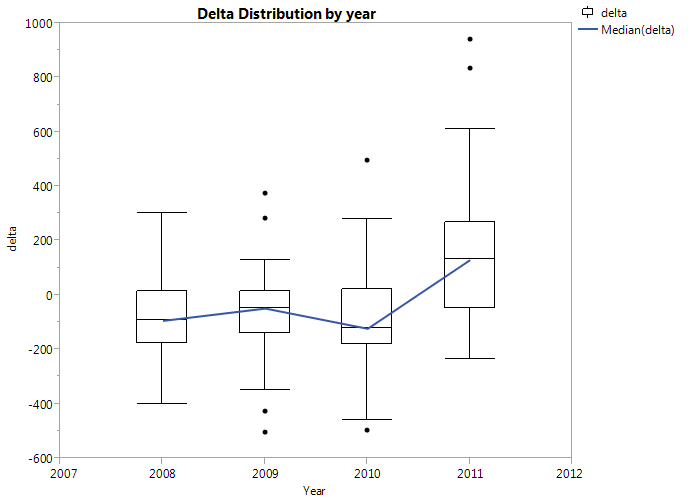 Delta Distribution by year
delta
Median(delta)
1000
800
600
400
200
0
-200
-400
-600
delta
2007 2008 2009 2010 2011 2012
Year